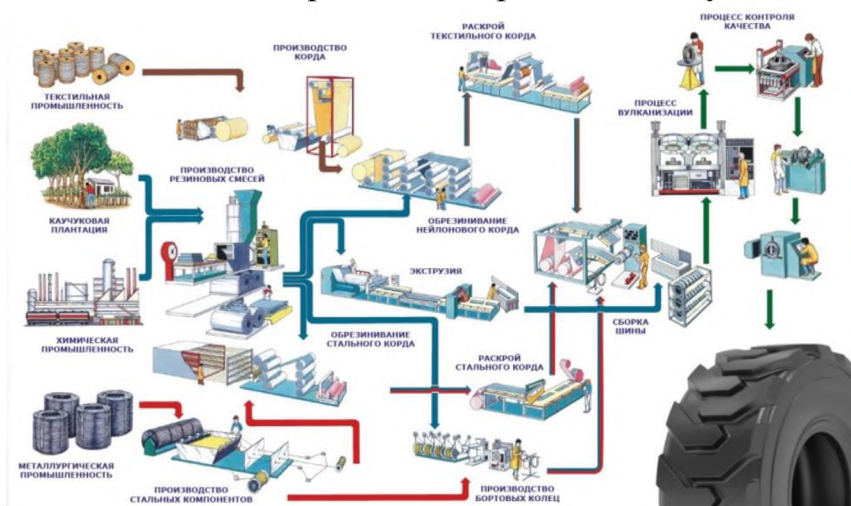 РАСКРОЙ
ТЕКСТИЛЬНОГО КОРДА
ПРОЦЕСС КОНТРОЛЯ
КАЧЕСТВА
ПРОИЗВОДСТВО
КОРДА
ТЕКСТИЛЬНАЯ
ПРОМЫШЛЕННОСТЬ
ПРОЦЕСС
ВУЛКАНИЗАЦИИ
ПРОИЗВОДСТВО
РЕЗИНОВЫХ СМЕСЕЙ
КАУЧУКОВАЯ
ПЛАНТАЦИЯ
ОБРЕЗИНИВАНИЕ
НЕЙЛОНОВОГО КОРДА
ЭКСТРУЗИЯ
ХИМИЧЕСКАЯ
ПРОМЫШЛЕННОСТЬ
ОБРЕЗИНИВАНИЕ
СТАЛЬНОГО КОРДА
СБОРКА
ШИНЫ
РАСКРОЙ
СТАЛЬНОГО КОРДА
МЕТАЛЛУРГИЧЕСКАЯ
ПРОМЫШЛЕННОСТЬ
ПРОИЗВОДСТВО
СТАЛЬНЫХ КОМПОНЕНТОВ
ПРОИЗВОДСТВО
БОРТОВЫХ КОЛЕЦ